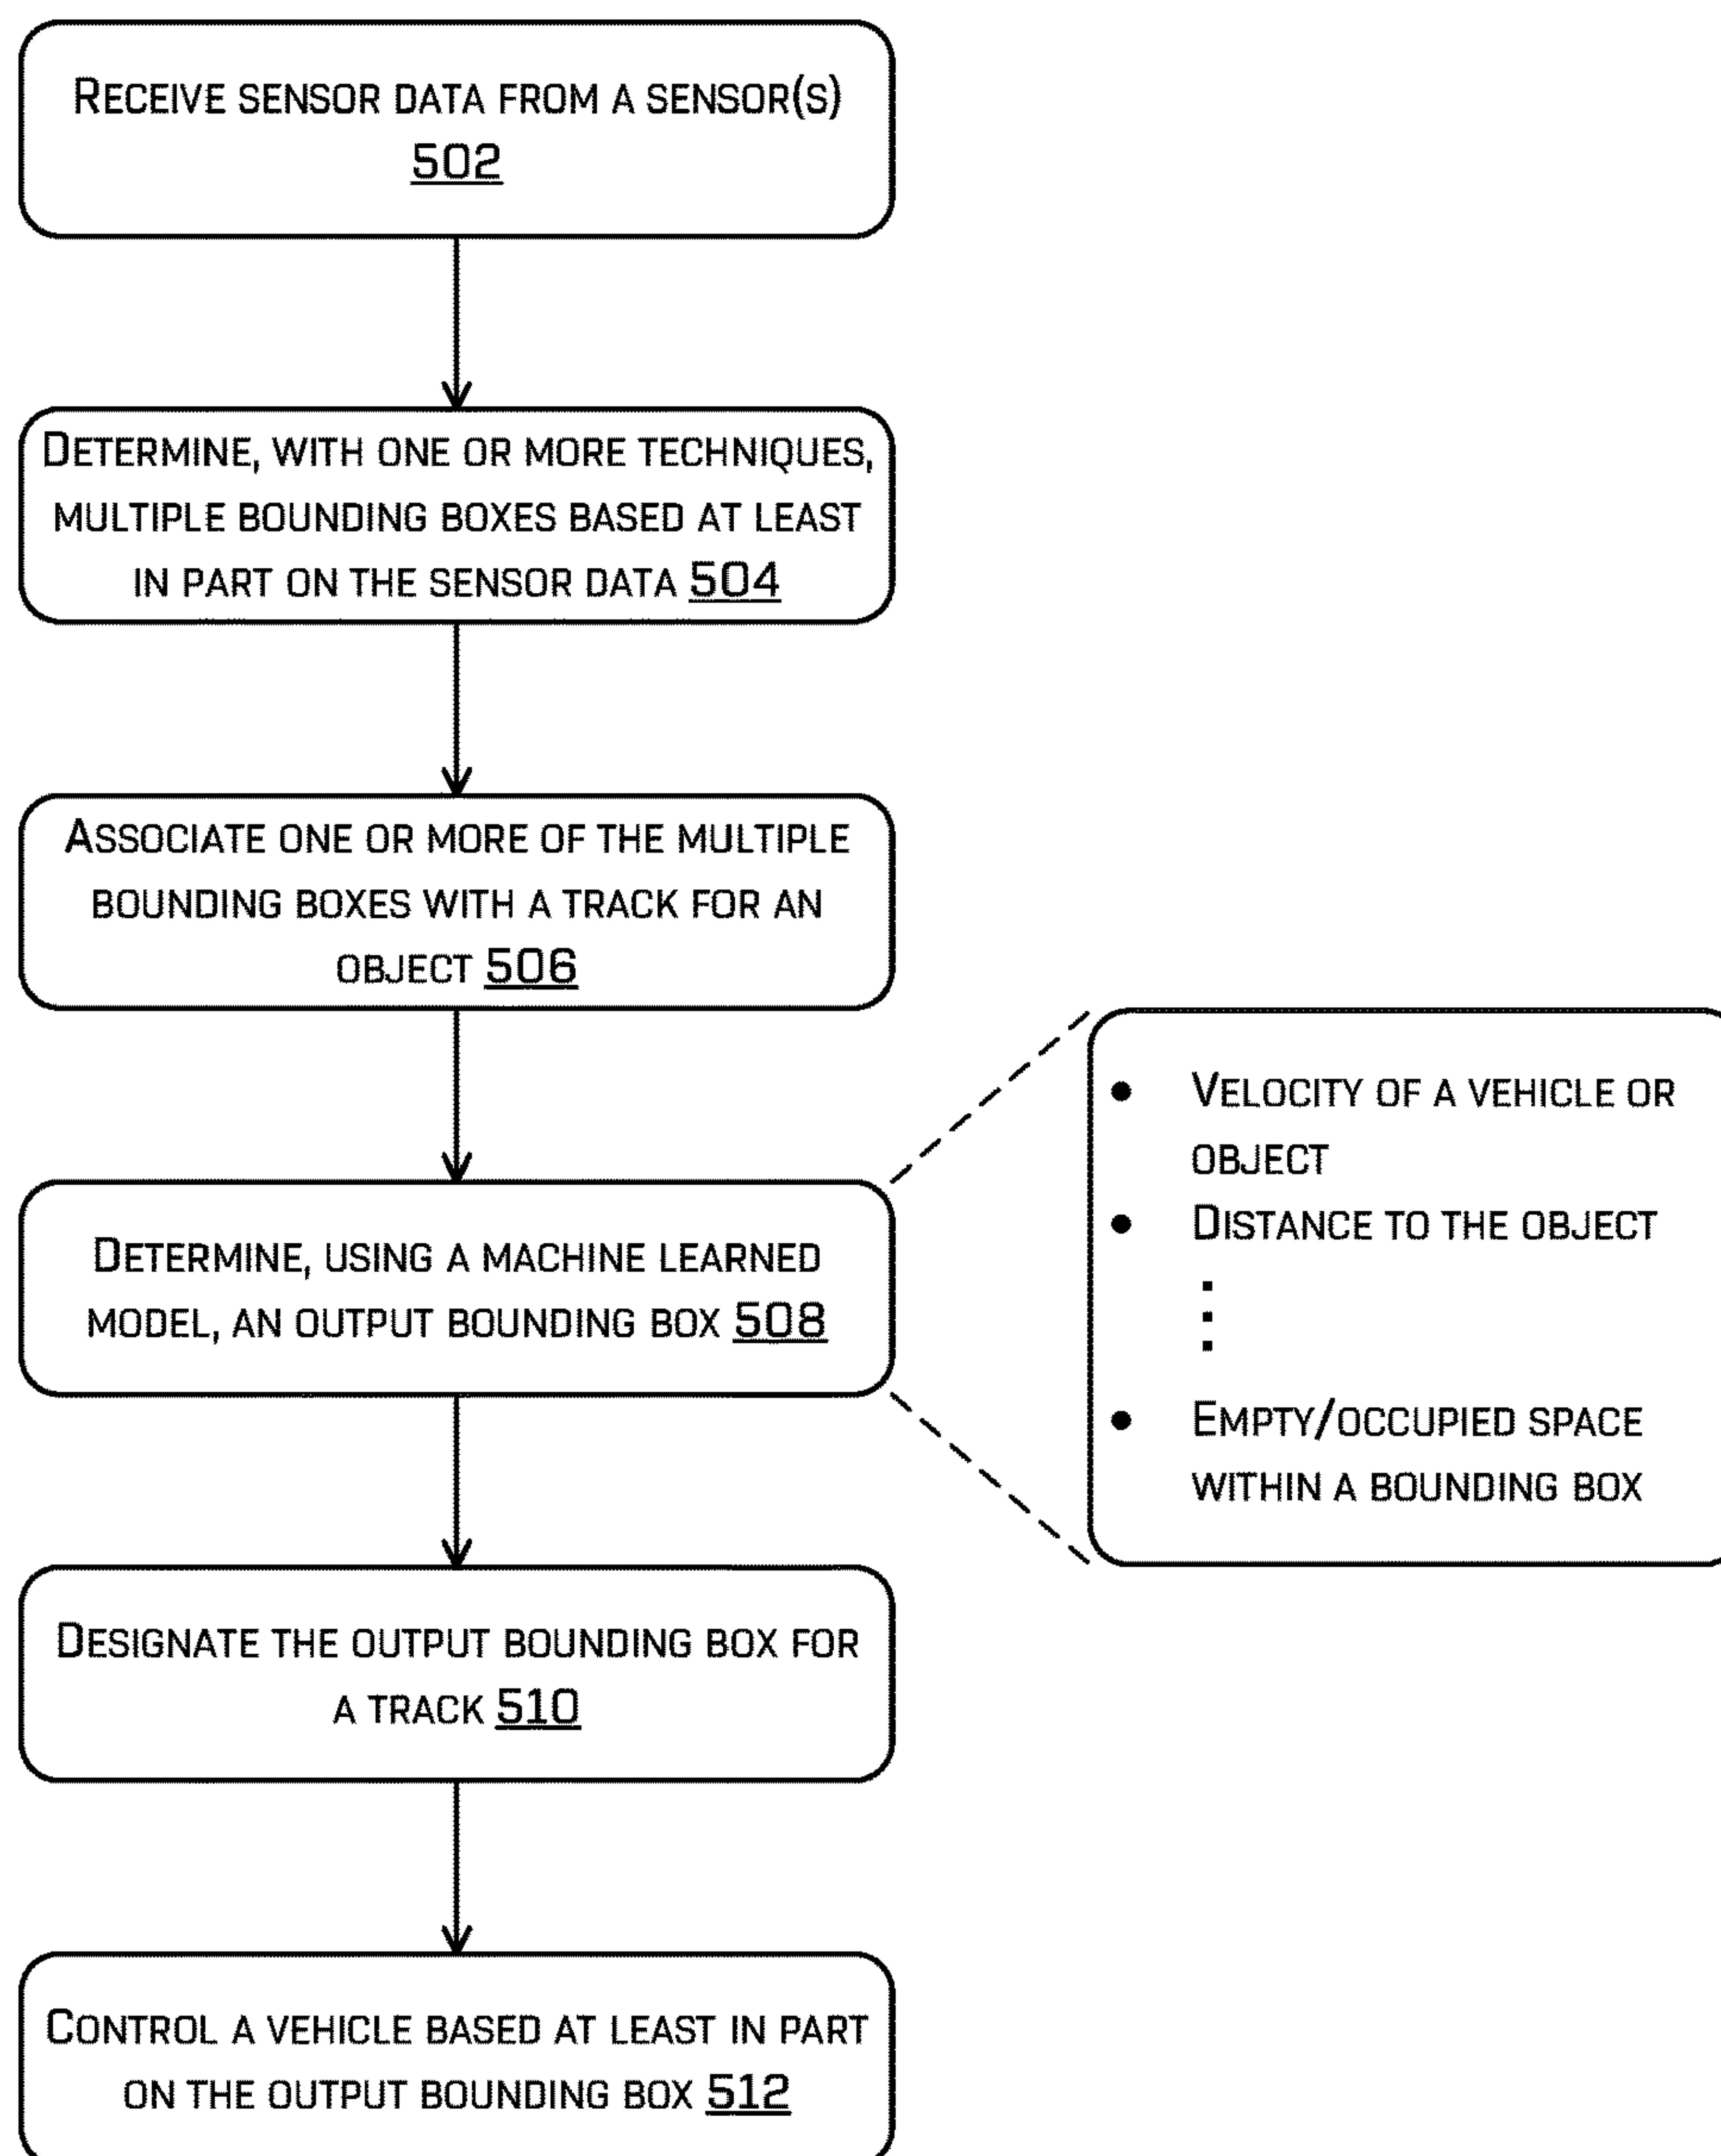 RECEIVE SENSOR DATA FROM A SENSOR(S)
502
DETERMINE, WITH ONE OR MORE TECHNIQUES,
MULTIPLE BOUNDING BOXES BASED AT LEAST
IN PART ON THE SENSOR DATA 504
ASSOCIATE ONE OR MORE OF THE MULTIPLE
BOUNDING BOXES WITH A TRACK FOR AN
OBJECT 506
DETERMINE, USING A MACHINE LEARNED
MODEL, AN OUTPUT BOUNDING BOX 508
• VELOCITY OF A VEHICLE OR
OBJECT
• DISTANCE TO THE OBJECT
• EMPTY/OCCUPIED SPACE
WITHIN A BOUNDING BOX
DESIGNATE THE OUTPUT BOUNDING BOX FOR
A TRACK 510
CONTROL A VEHICLE BASED AT LEAST IN PART
ON THE OUTPUT BOUNDING BOX 512